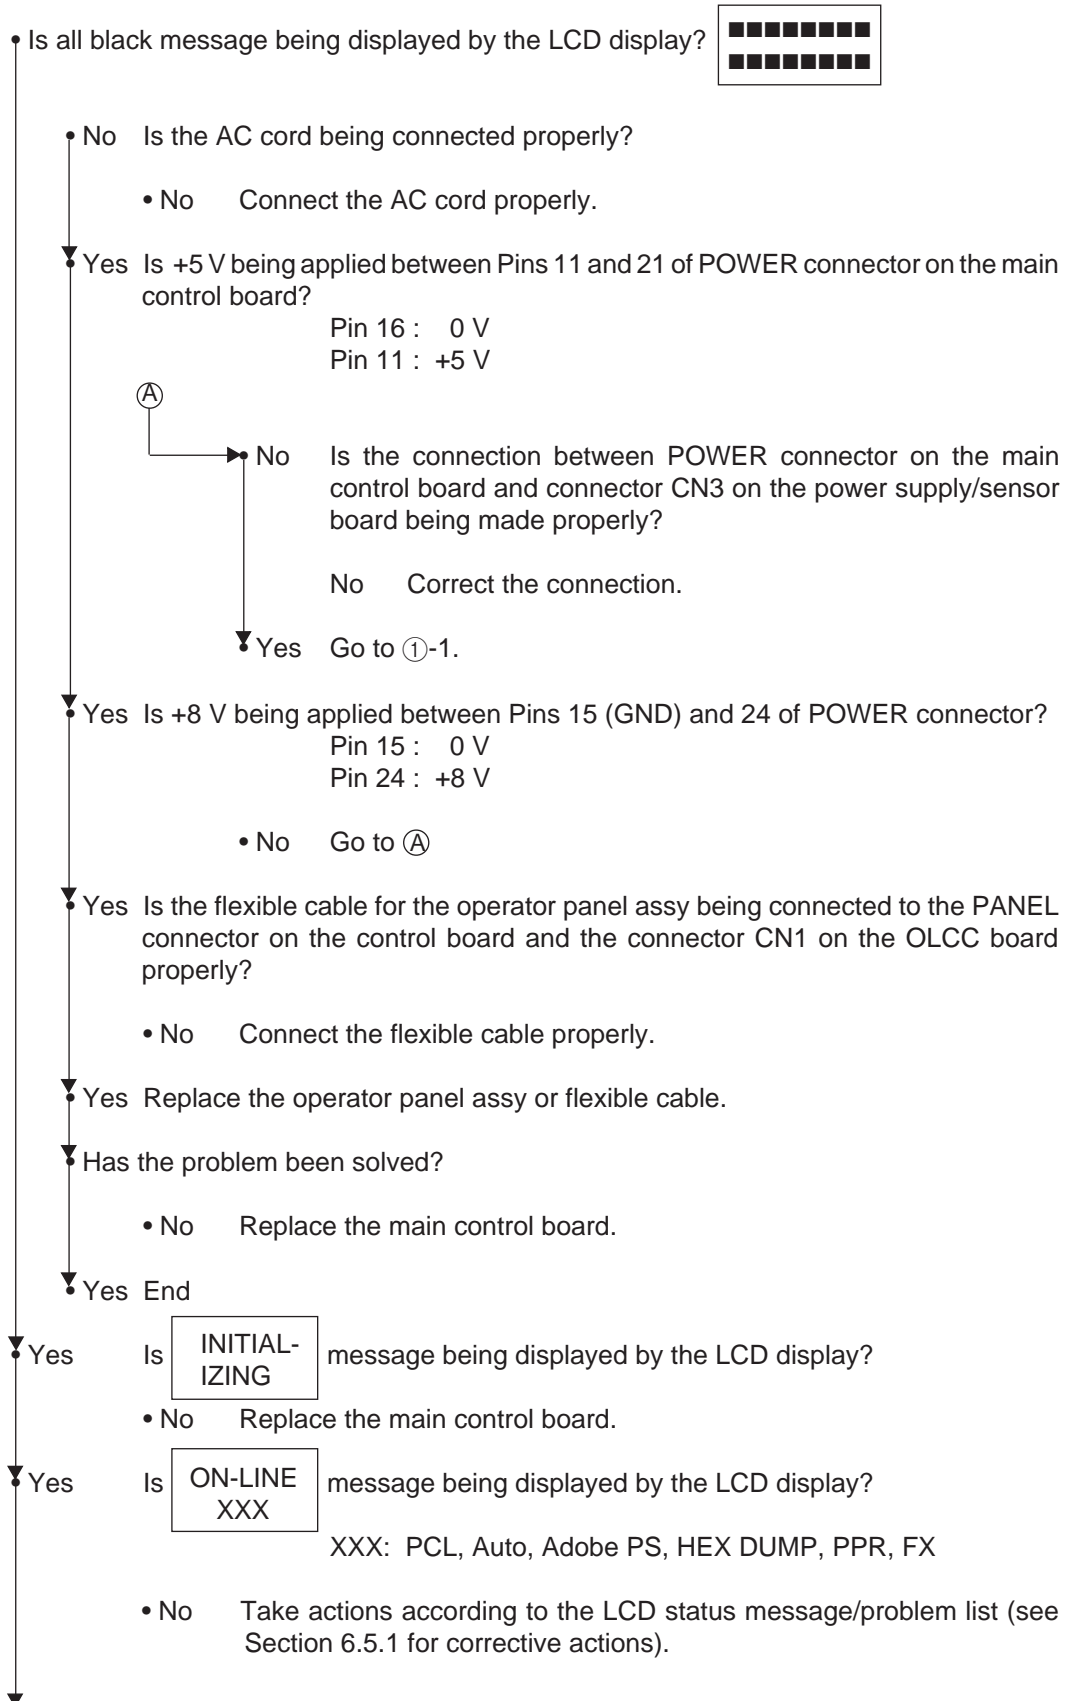 • Is all black message being displayed by the LCD display? ■■■■■■■■
■■■■■■■■
• No Is the AC cord being connected properly?
• No Connect the AC cord properly.
Yes Is +5 V being applied between Pins 11 and 21 of POWER connector on the main
control board?
Pin 16 : 0 V
Pin 11 : +5 V
Ⓐ
No Is the connection between POWER connector on the main
control board and connector CN3 on the power supply/sensor
board being made properly?
No Correct the connection.
Yes Go to ①-1.
Yes Is +8 V being applied between Pins 15 (GND) and 24 of POWER connector?
Pin 15 : 0 V
Pin 24 : +8 V
• No Go to Ⓐ
Yes Is the flexible cable for the operator panel assy being connected to the PANEL
connector on the control board and the connector CN1 on the OLCC board
properly?
• No Connect the flexible cable properly.
Yes Replace the operator panel assy or flexible cable.
Has the problem been solved?
• No Replace the main control board.
Yes End
Yes Is INITIAL-
IZING message being displayed by the LCD display?
• No Replace the main control board.
Yes Is ON-LINE
XXX message being displayed by the LCD display?
XXX: PCL, Auto, Adobe PS, HEX DUMP, PPR, FX
• No Take actions according to the LCD status message/problem list (see
Section 6.5.1 for corrective actions).